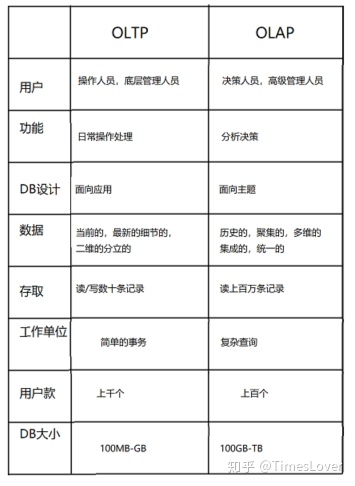 OLTP OLAP
用户 操作人员，底层管理人员 决策人员，高级管理人员
功能 日常操作处理 分析决策
DB设计 面向应用 面向主题
数据 当前的，最新的细节的， 历史的，聚集的，多维的
二维的分立的 集成的，统一的
存取 读/写数十条记录 读上百万条记录
工作单位 简单的事务 复杂查询
用户款 上千个 上百个
DB大小 100MB-GB 100GB-TB
知乎 @TimesLover